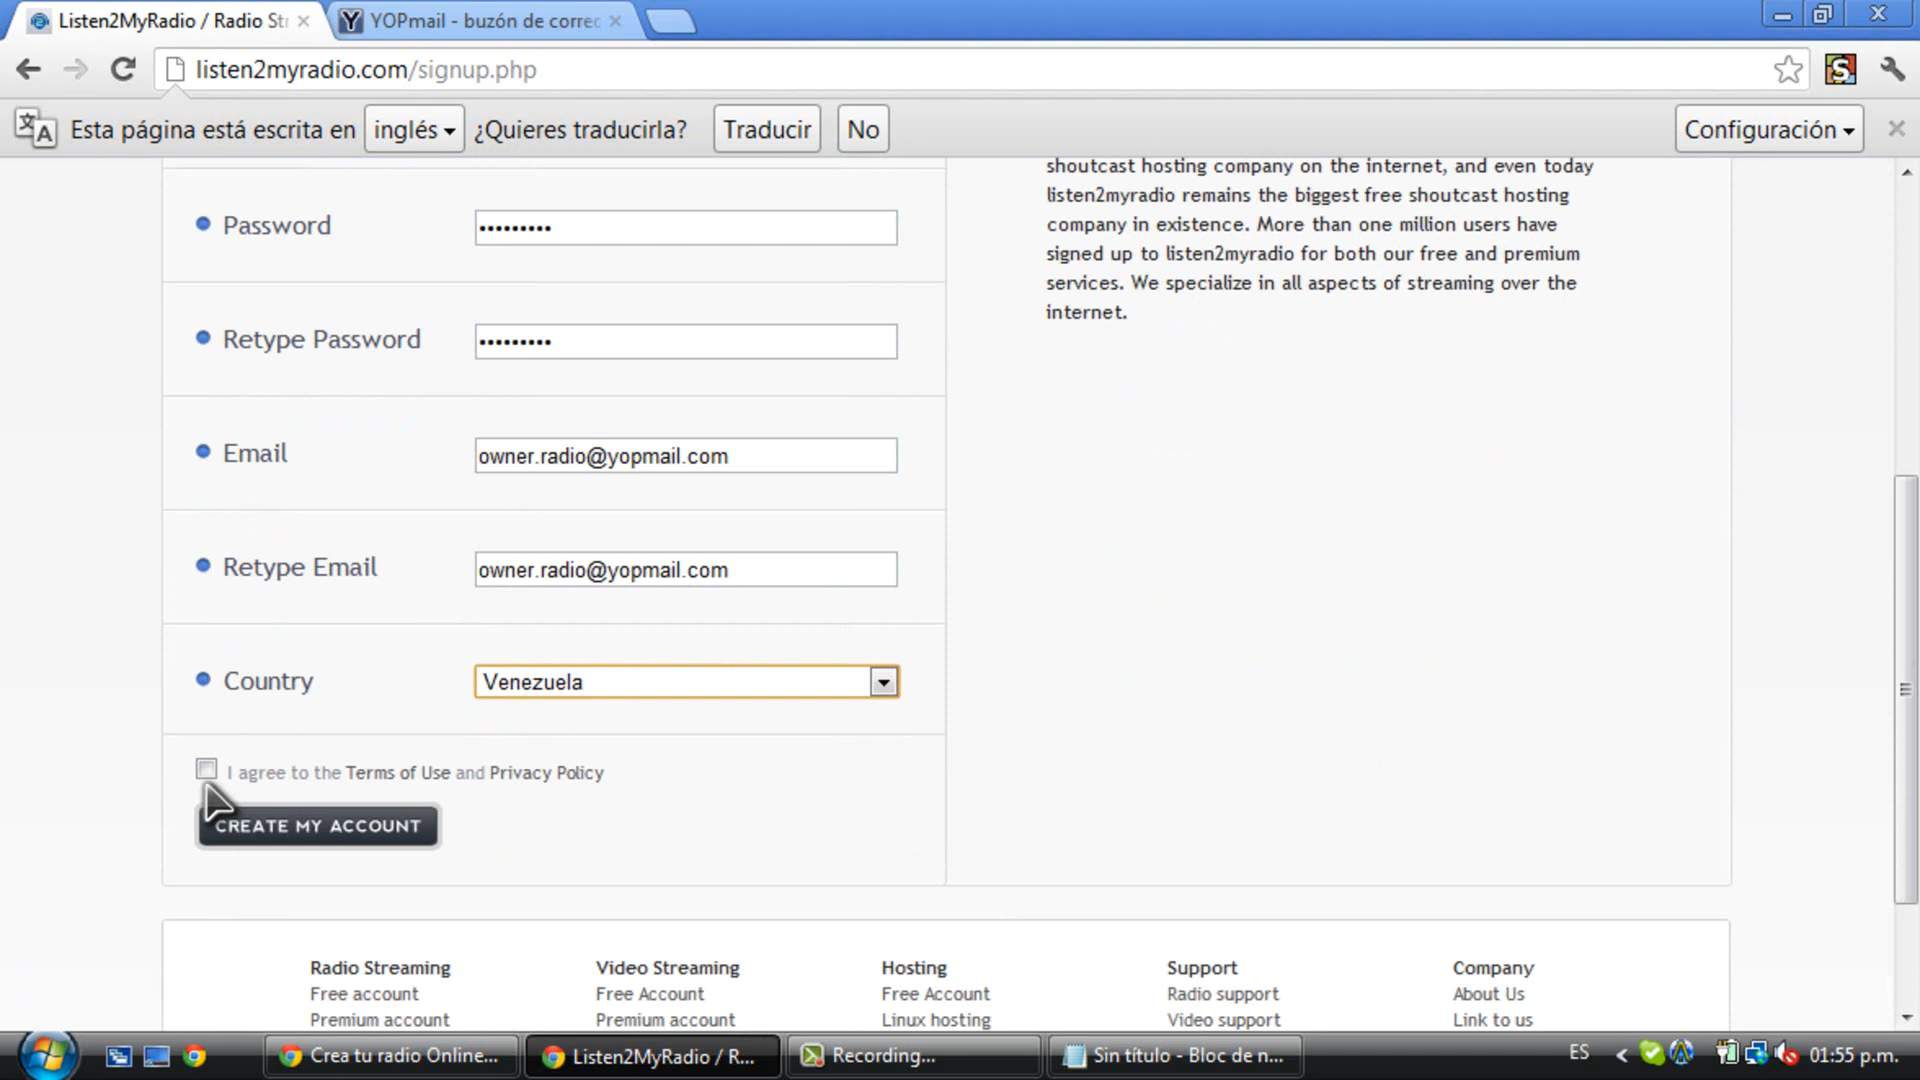 Listen2MyRadio / Radio Str
YOPmail - buzón de correo
listen2myradio.com/signup.php
Esta página está escrita en inglés ¿Quieres traducirla? Traducir No Configuración
shoutcast hosting company on the internet, and even today
listen2myradio remains the biggest free shoutcast hosting
company in existence. More than one million users have
signed up to listen2myradio for both our free and premium
services. We specialize in all aspects of streaming over the
internet.
Password •••••••••
Retype Password •••••••••
Email owner.radio@yopmail.com
Retype Email owner.radio@yopmail.com
Country Venezuela
I agree to the Terms of Use and Privacy Policy
CREATE MY ACCOUNT
Radio Streaming Video Streaming Hosting Support Company
Free account Free Account Free Account Radio support About Us
Premium account Premium account Linux hosting Video support Link to us
Crea tu radio Online... Listen2MyRadio / R... Recording... Sin título - Bloc de n... ES 01:55 p.m.